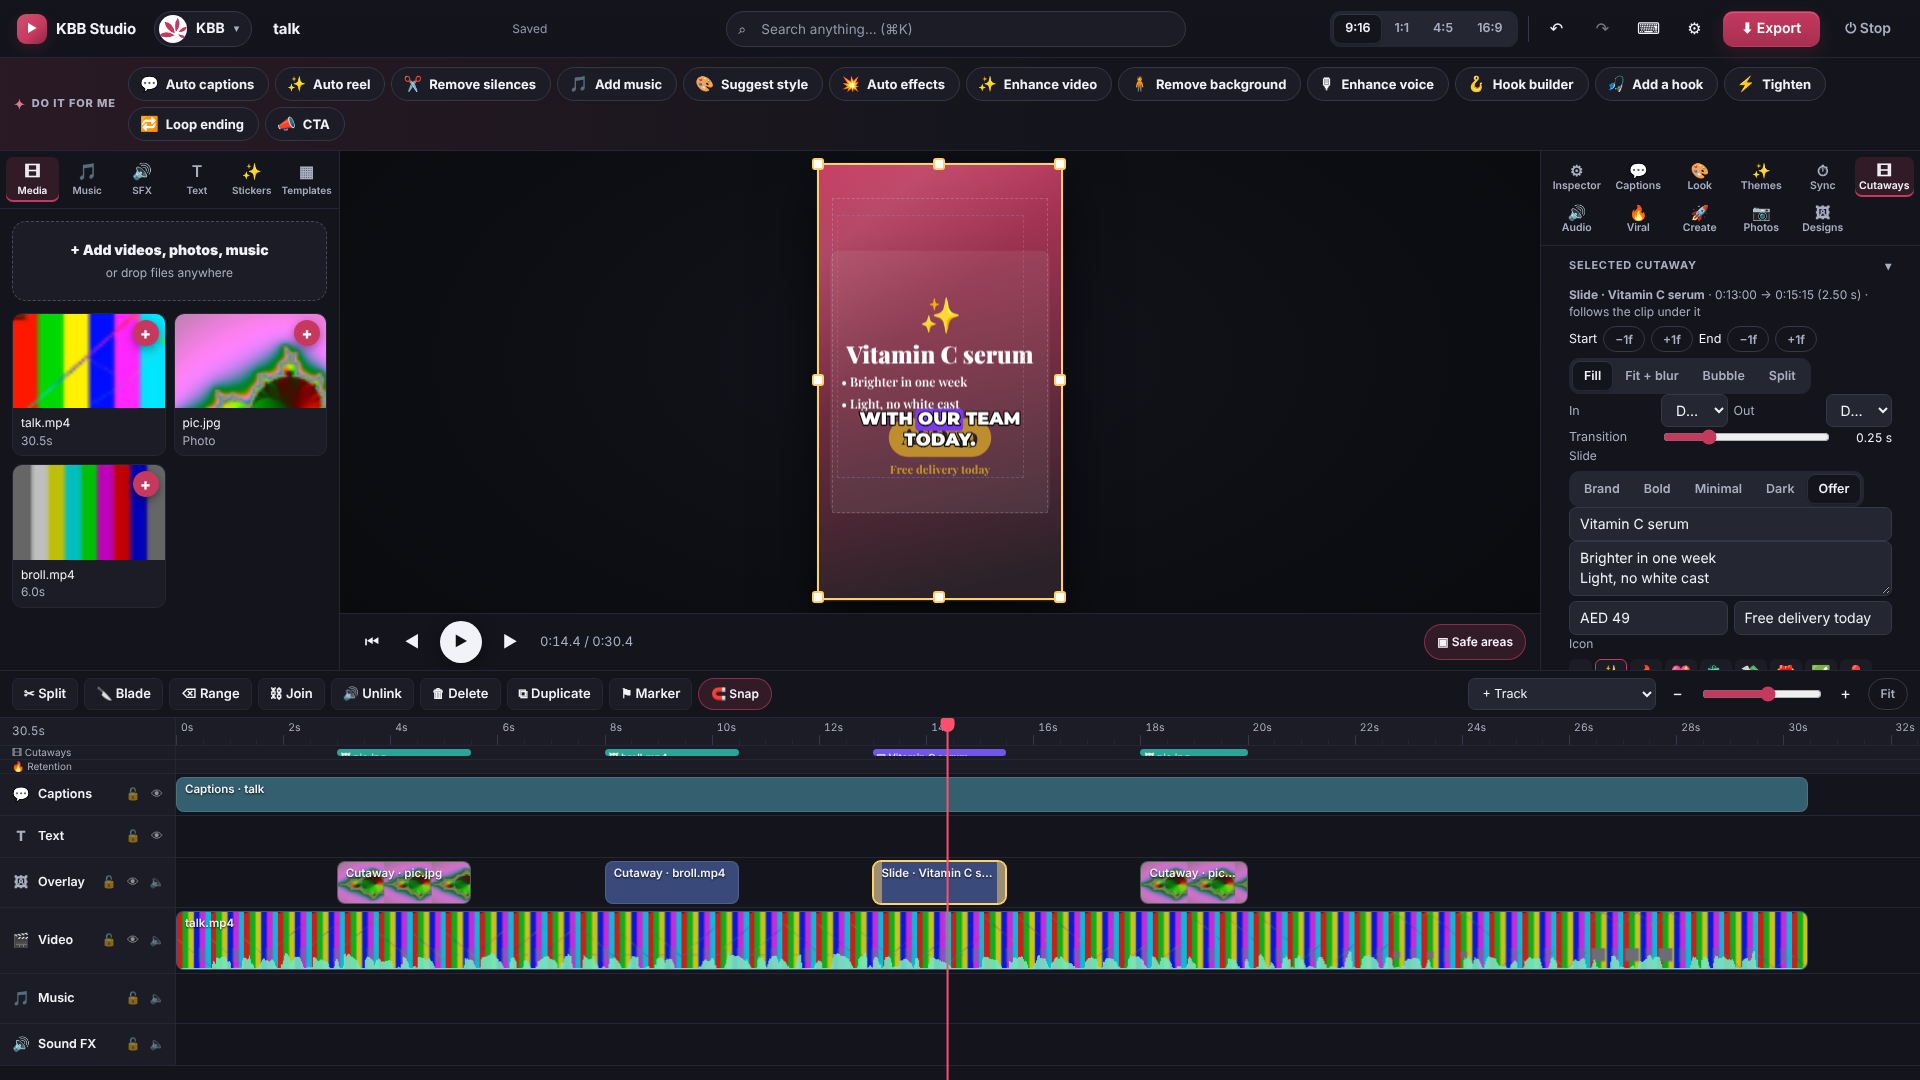 KBB Studio
KBB
talk
Saved
Search anything... (⌘K)
9:16
1:1
4:5
16:9
Export
Stop
DO IT FOR ME
Auto captions
Auto reel
Remove silences
Add music
Suggest style
Auto effects
Enhance video
Remove background
Enhance voice
Hook builder
Add a hook
Tighten
Loop ending
CTA
Media
Music
SFX
Text
Stickers
Templates
+ Add videos, photos, music
or drop files anywhere
talk.mp4
30.5s
pic.jpg
Photo
broll.mp4
6.0s
Vitamin C serum
• Brighter in one week
• Light, no white cast
WITH OUR TEAM
TODAY.
Free delivery today
0:14.4 / 0:30.4
Safe areas
Inspector
Captions
Look
Themes
Sync
Cutaways
Audio
Viral
Create
Photos
Designs
SELECTED CUTAWAY
Slide · Vitamin C serum · 0:13:00 → 0:15:15 (2.50 s) ·
follows the clip under it
Start −1f +1f End −1f +1f
Fill
Fit + blur
Bubble
Split
In D... Out D...
Transition 0.25 s
Slide
Brand
Bold
Minimal
Dark
Offer
Vitamin C serum
Brighter in one week
Light, no white cast
AED 49
Free delivery today
Icon
Split
Blade
Range
Join
Unlink
Delete
Duplicate
Marker
Snap
+ Track
Fit
30.5s
0s 2s 4s 6s 8s 10s 12s 16s 18s 20s 22s 24s 26s 28s 30s 32s
Cutaways
Retention
Captions
Captions · talk
Text
Overlay
Cutaway · pic.jpg
Cutaway · broll.mp4
Slide · Vitamin C s...
Cutaway · pic...
Video
talk.mp4
Music
Sound FX